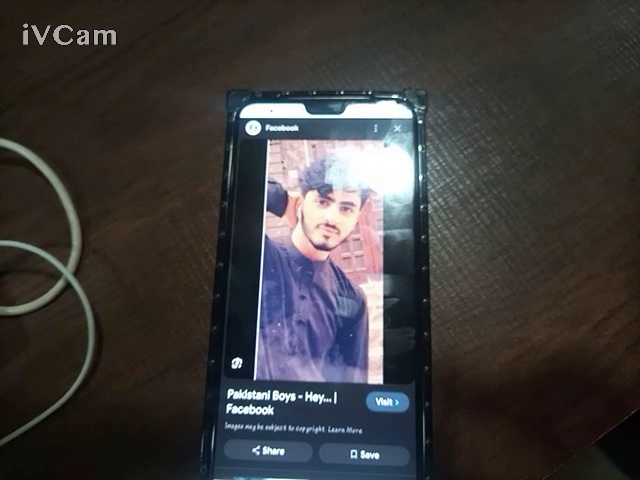 iVCam
Facebook
Pakistani Boys - Hey... |
Facebook
Visit >
Images may be subject to copyright. Learn More
Share
Save